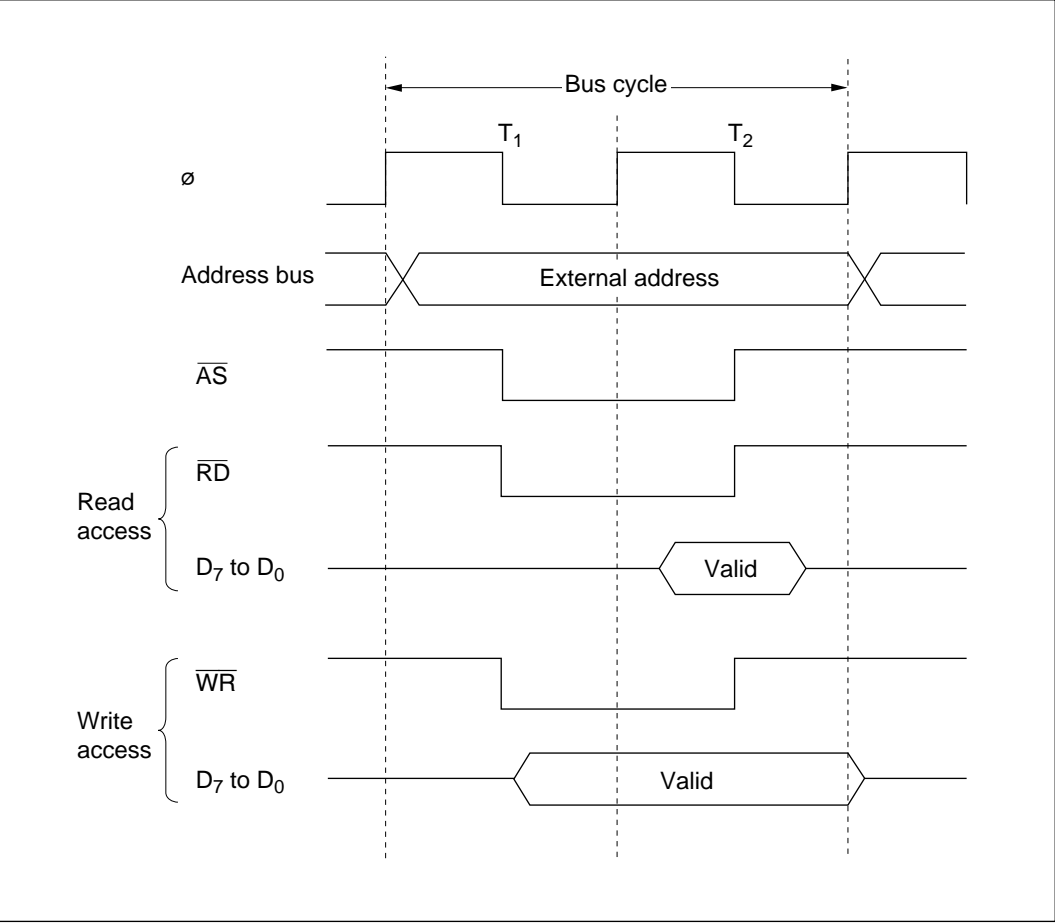 Bus cycle
T1 T2
ø
Address bus External address
AS
RD
Read
access
D7 to D0 Valid
WR
Write
access
D7 to D0 Valid